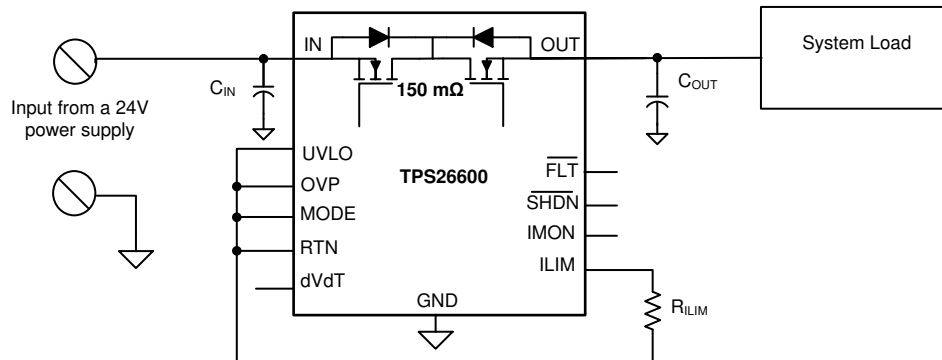 IN
OUT
System Load
C_IN
150 mΩ
C_OUT
Input from a 24V
power supply
UVLO
TPS26600
FLT
OVP
SHDN
MODE
IMON
RTN
ILIM
dVdT
GND
R_ILIM